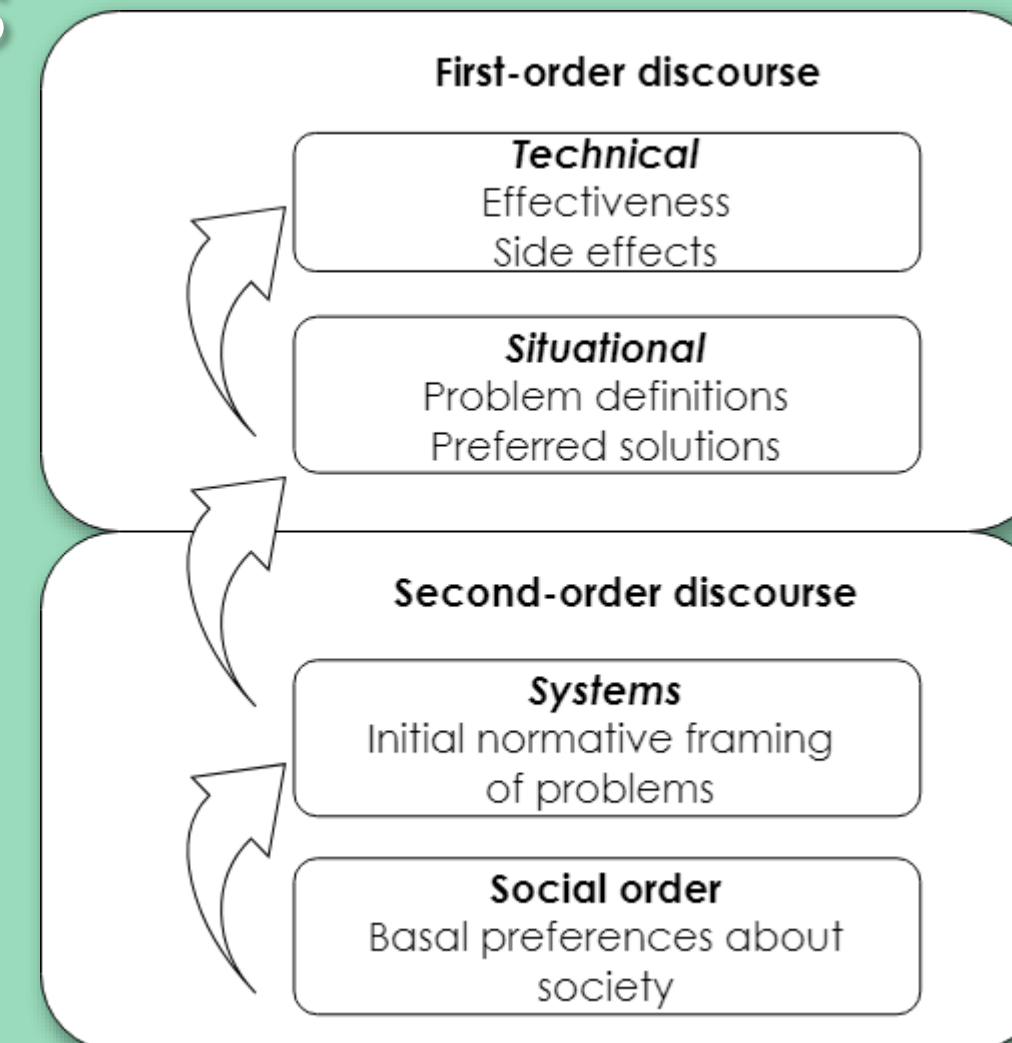 First-order discourse
Technical
Effectiveness
Side effects
Situational
Problem definitions
Preferred solutions
Second-order discourse
Systems
Initial normative framing
of problems
Social order
Basal preferences about
society